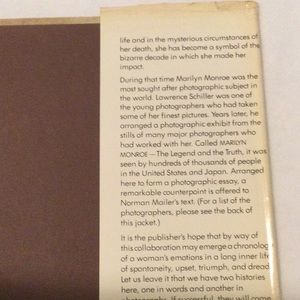 life and in the mysterious circumstances of
her death, she has become a symbol of the
bizarre decade in which she made her
impact.
During that time Marilyn Monroe was the
most sought after photographic subject in
the world. Lawrence Schiller was one of
the young photographers who had taken
some of her finest pictures. Years later, he
arranged a photographic exhibit from the
stills of many major photographers who
had worked with her. Called MARILYN
MONROE—The Legend and the Truth, it was
seen by hundreds of thousands of people
in the United States and Japan. Arranged
here to form a photographic essay, a
remarkable counterpoint is offered to
Norman Mailer's text. (For a list of the
photographers, please see the back of
this jacket.)
It is the publisher's hope that by way of
this collaboration may emerge a chronology
of a woman's emotions in a long inner life
of spontaneity, upset, triumph, and dread.
Let us leave it that we have two histories
here, one in words and another in
photographs. If successful, they will come